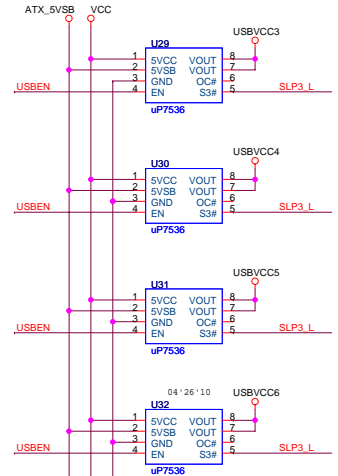 ATX_5VSB VCC
USBVCC3
U29
1 5VCC VOUT 8
2 5VSB VOUT 7
3 GND OC# 6
USBEN 4 EN S3# 5 SLP3_L
uP7536
USBVCC4
U30
1 5VCC VOUT 8
2 5VSB VOUT 7
3 GND OC# 6
USBEN 4 EN S3# 5 SLP3_L
uP7536
USBVCC5
U31
1 5VCC VOUT 8
2 5VSB VOUT 7
3 GND OC# 6
USBEN 4 EN S3# 5 SLP3_L
uP7536
04'26'10 USBVCC6
U32
1 5VCC VOUT 8
2 5VSB VOUT 7
3 GND OC# 6
USBEN 4 EN S3# 5 SLP3_L
uP7536